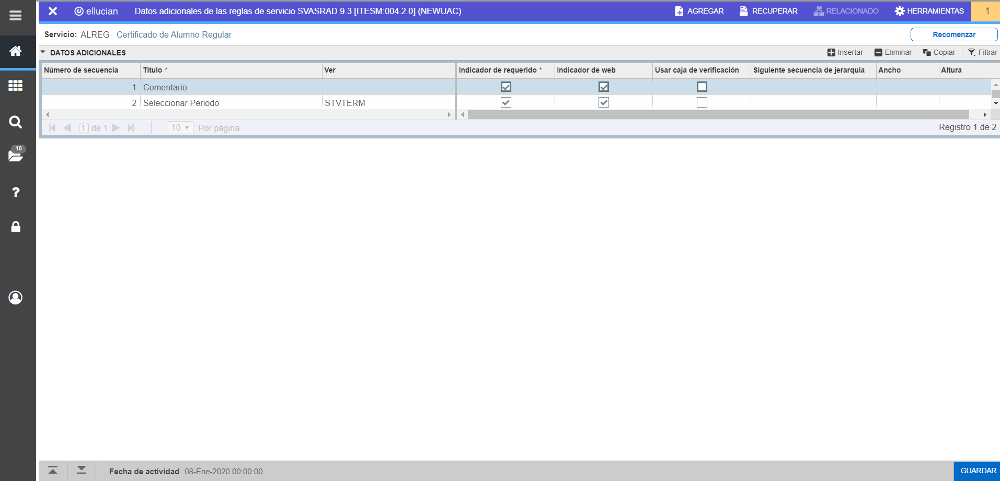 ellucian Datos adicionales de las reglas de servicio SVASRAD 9.3 [ITESM:004.2.0] (NEWUAC) AGREGAR RECUPERAR RELACIONADO HERRAMIENTAS 1
Servicio: ALREG Certificado de Alumno Regular Recomenzar
DATOS ADICIONALES Insertar Eliminar Copiar Filtrar
Número de secuencia Título * Ver Indicador de requerido * Indicador de web Usar caja de verificación Siguiente secuencia de jerarquía Ancho Altura
1 Comentario
2 Seleccionar Periodo STVTERM
1 de 1 10 Por página Registro 1 de 2
10
?
Fecha de actividad 08-Ene-2020 00:00:00 GUARDAR